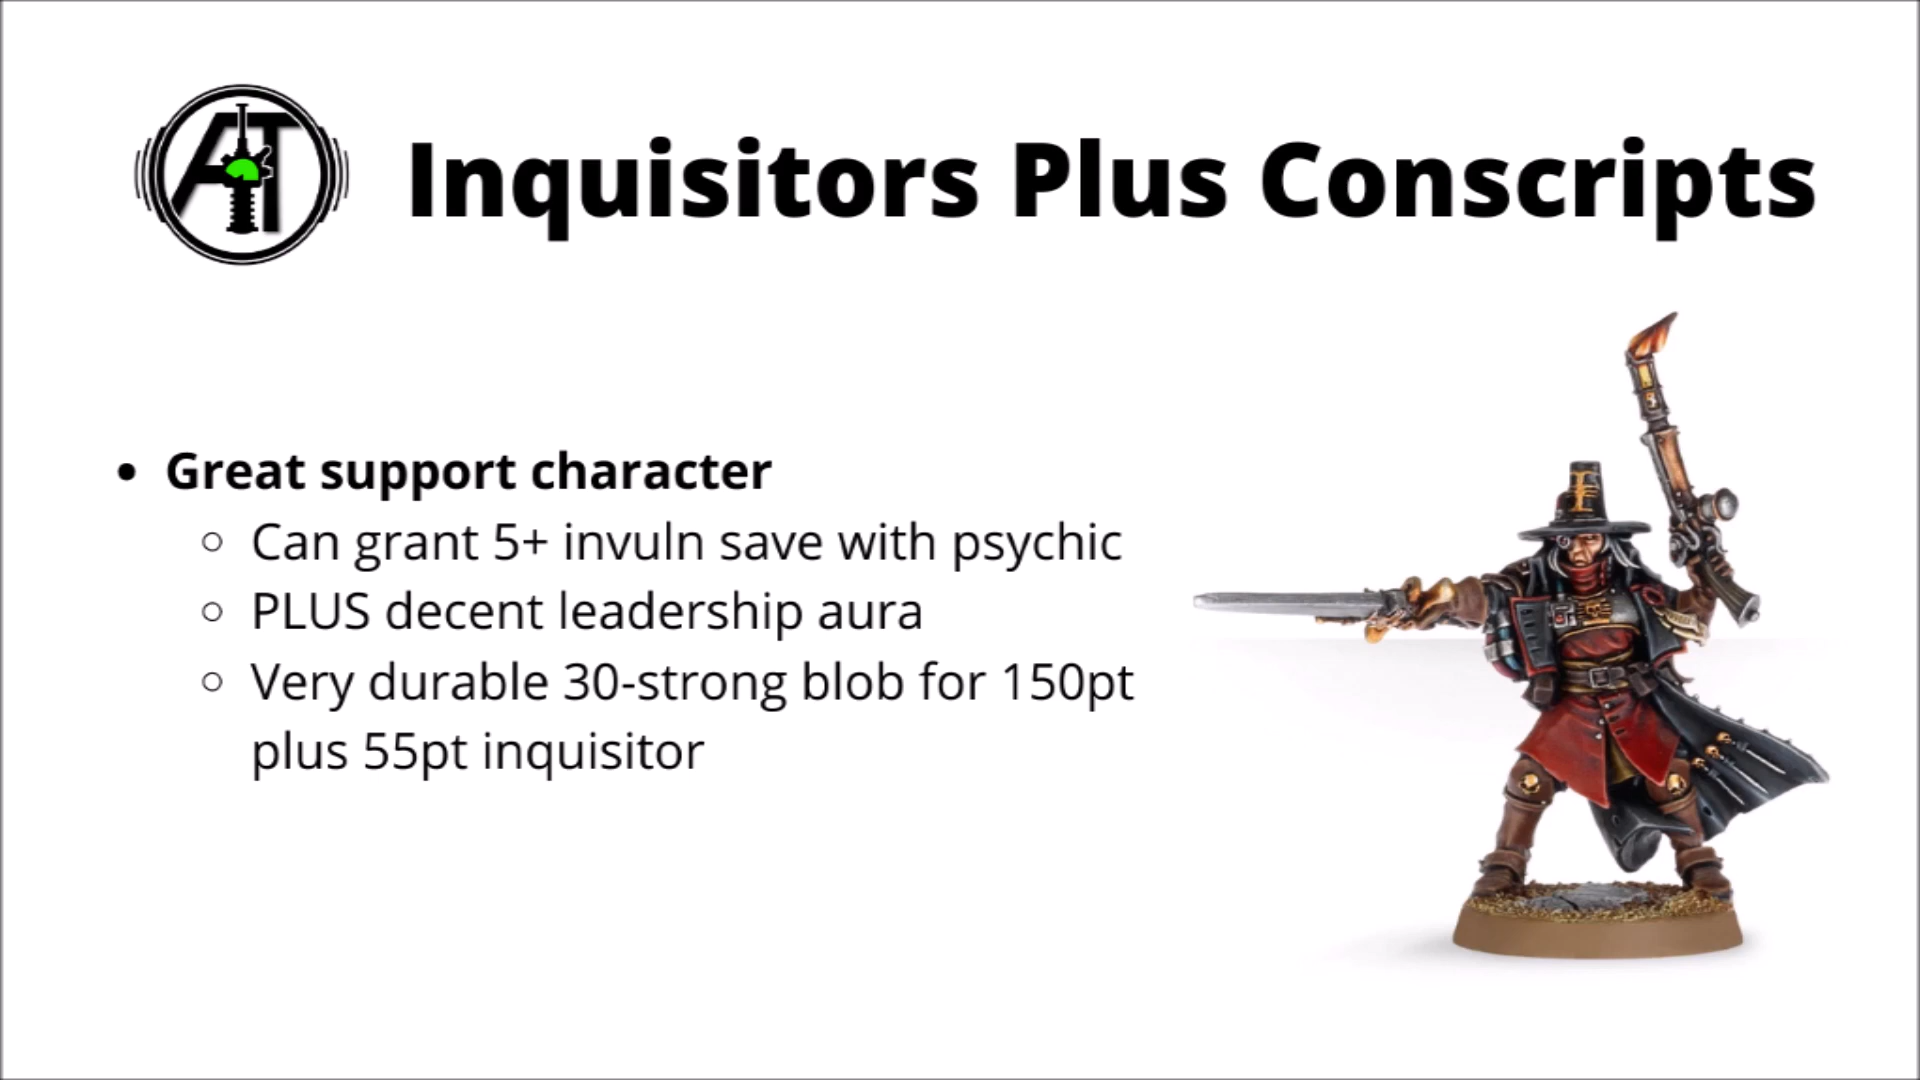 AT
Inquisitors Plus Conscripts
Great support character
Can grant 5+ invuln save with psychic
PLUS decent leadership aura
Very durable 30-strong blob for 150pt
plus 55pt inquisitor